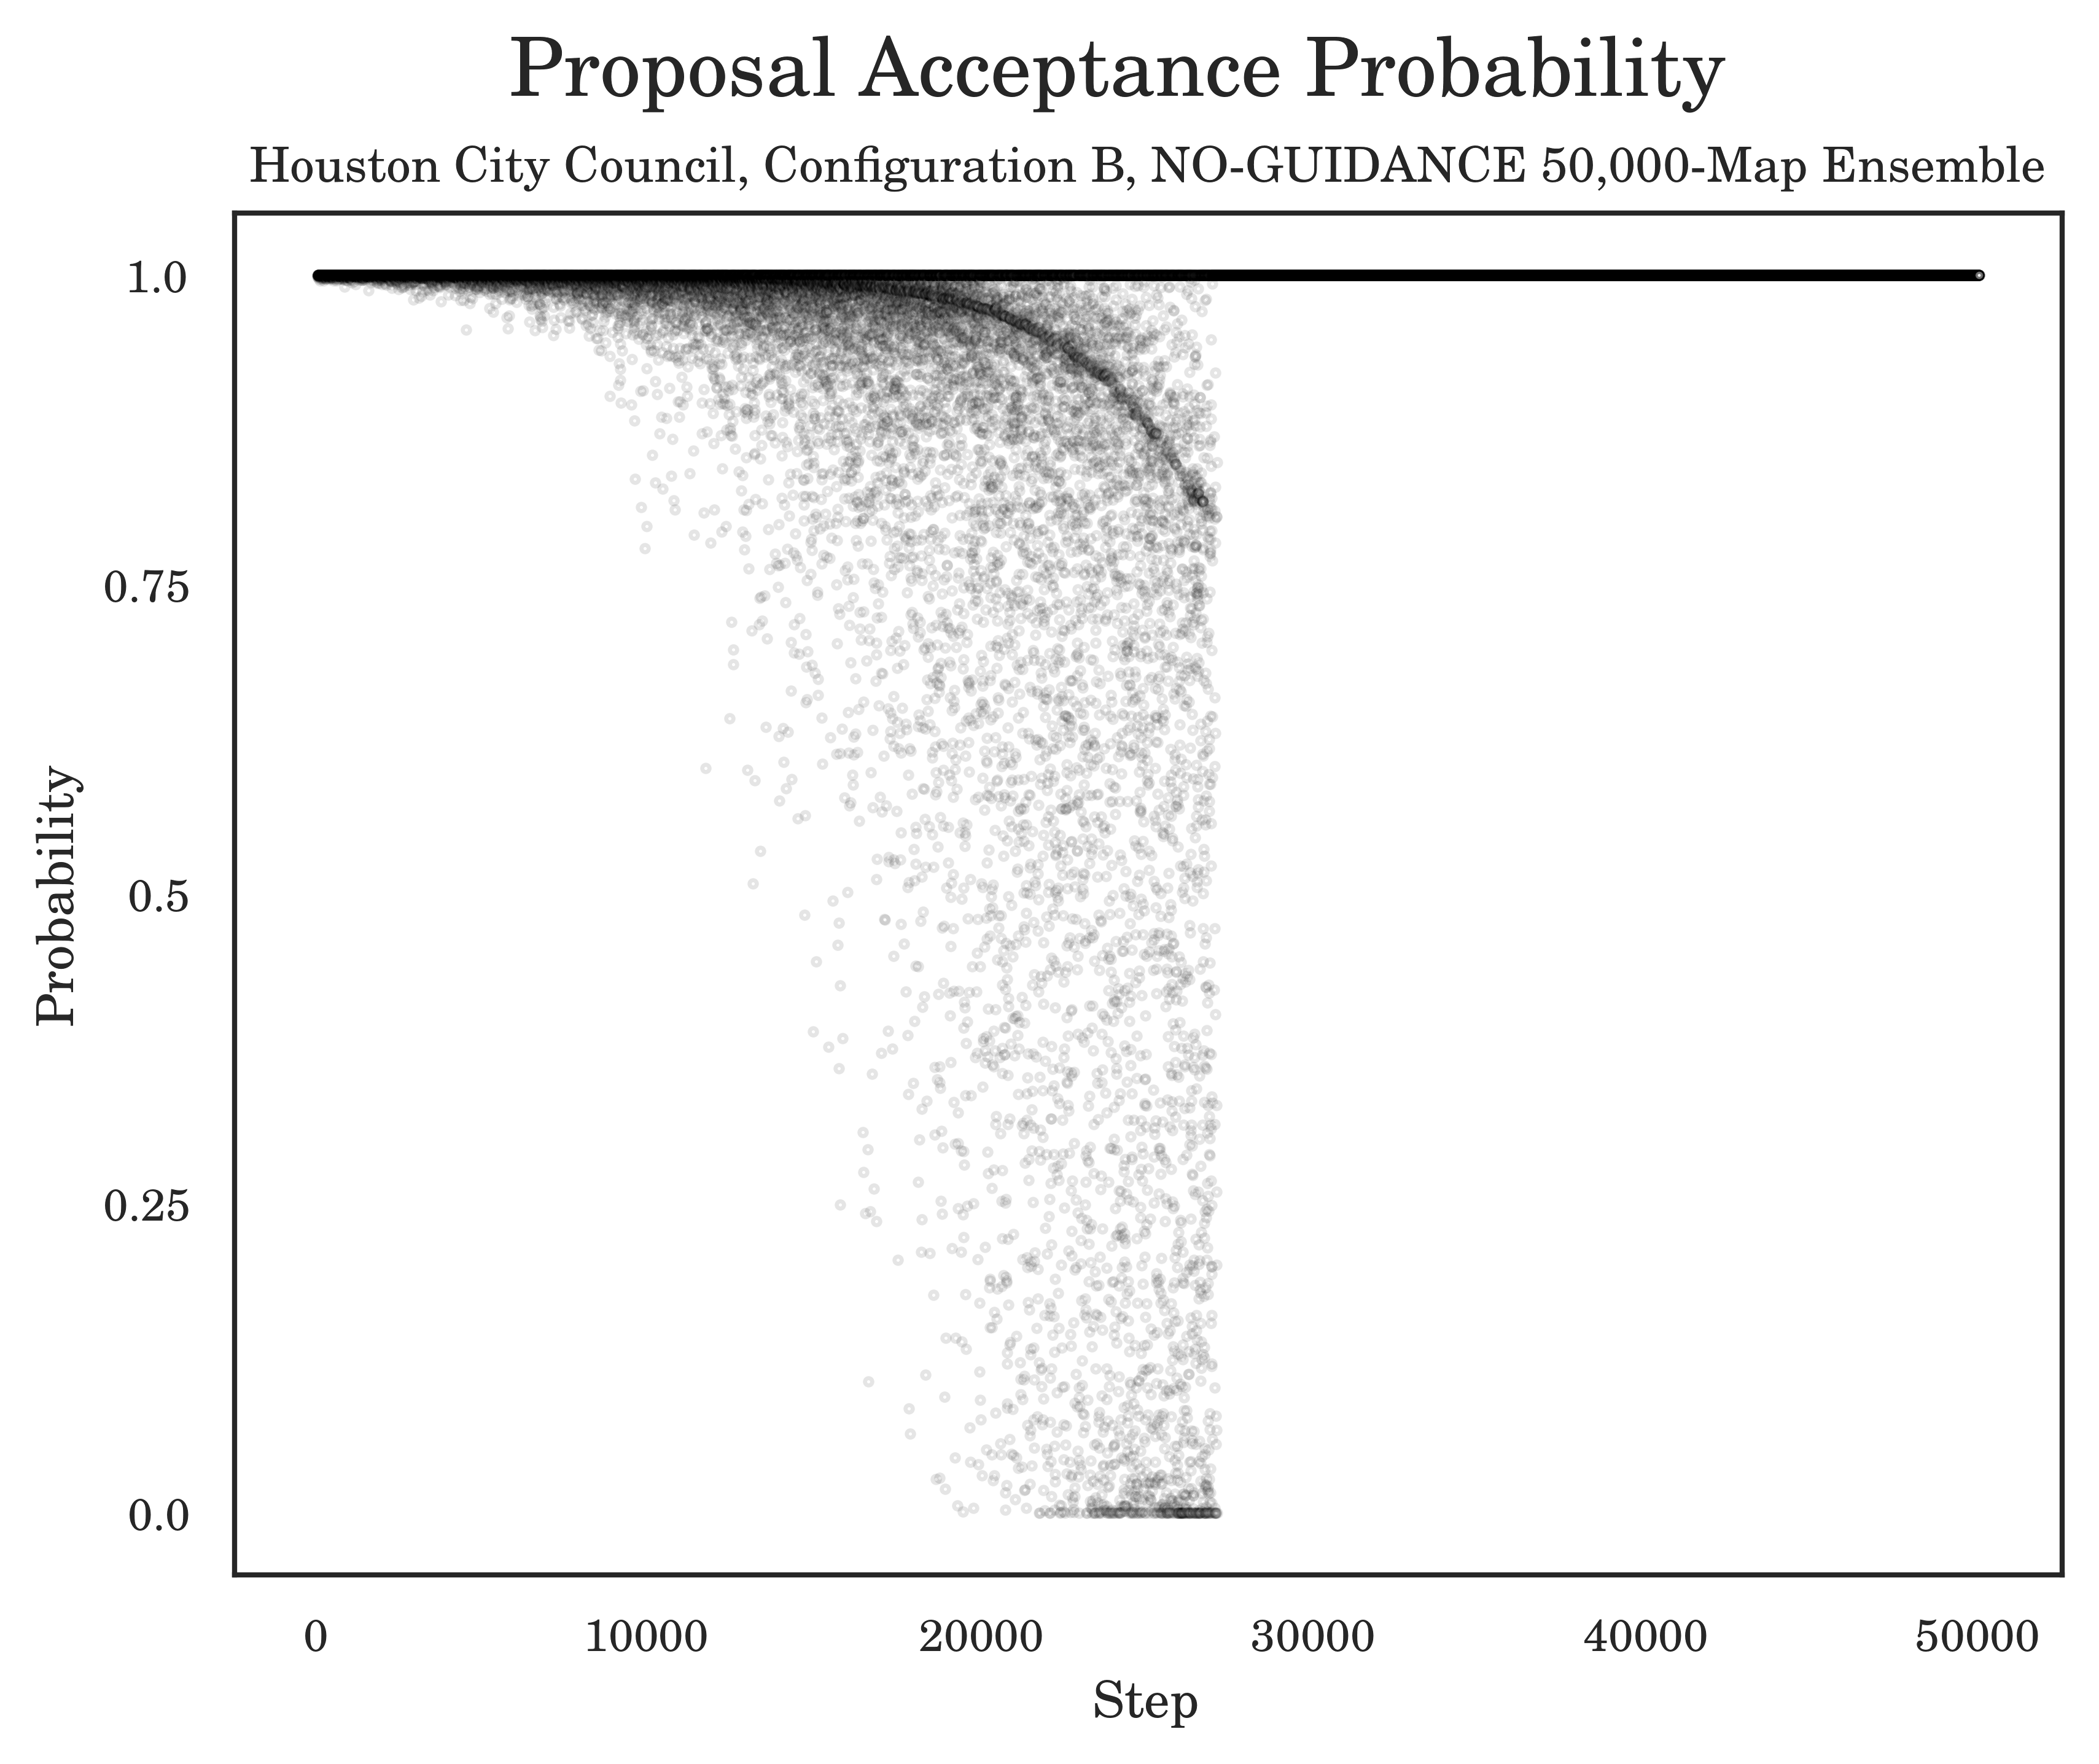 Proposal Acceptance Probability
Houston City Council, Configuration B, NO-GUIDANCE 50,000-Map Ensemble
1.0
0.75
0.5
0.25
0.0
Probability
0 10000 20000 30000 40000 50000
Step